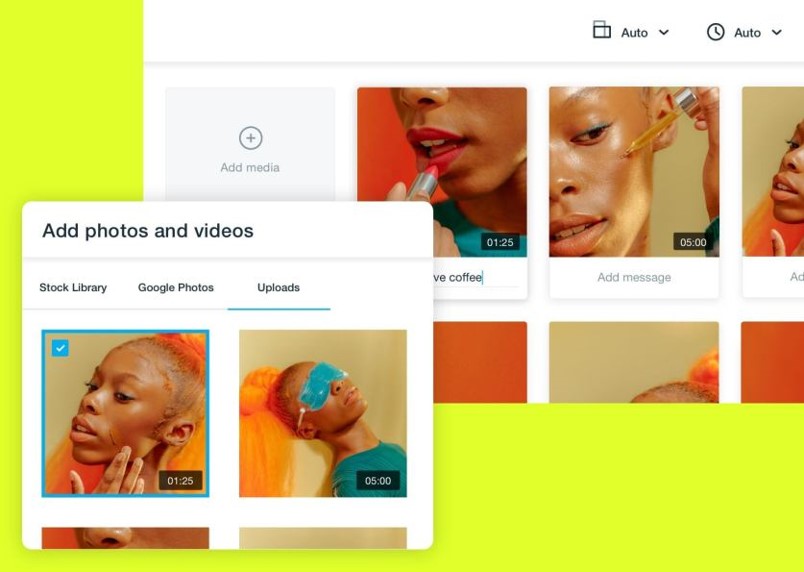 Auto
Auto
Add media
01:25
05:00
ve coffee
Add message
Add photos and videos
Stock Library
Google Photos
Uploads
01:25
05:00